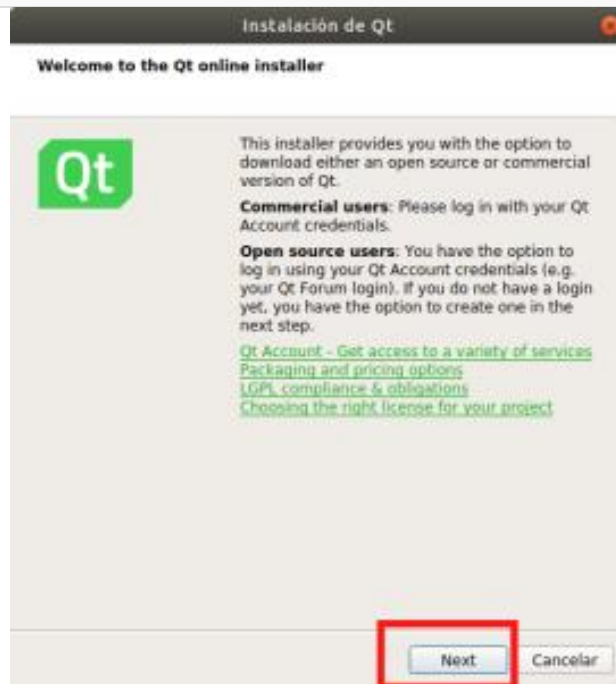 Instalación de Qt
Welcome to the Qt online installer
Qt
This installer provides you with the option to
download either an open source or commercial
version of Qt.
Commercial users: Please log in with your Qt
Account credentials.
Open source users: You have the option to
log in using your Qt Account credentials (e.g.
your Qt Forum login). If you do not have a login
yet, you have the option to create one in the
next step.
Qt Account - Get access to a variety of services
Packaging and pricing options
LGPL compliance & obligations
Choosing the right license for your project
Next
Cancelar